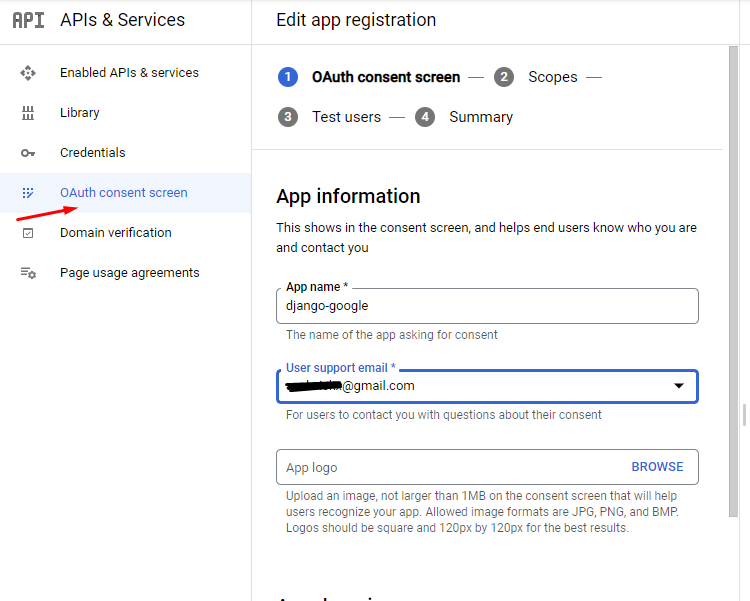 API APIs & Services
Edit app registration
Enabled APIs & services
Library
Credentials
OAuth consent screen
Domain verification
Page usage agreements
1 OAuth consent screen — 2 Scopes —
3 Test users — 4 Summary
App information
This shows in the consent screen, and helps end users know who you are
and contact you
App name *
django-google
The name of the app asking for consent
User support email *
@gmail.com
For users to contact you with questions about their consent
App logo BROWSE
Upload an image, not larger than 1MB on the consent screen that will help
users recognize your app. Allowed image formats are JPG, PNG, and BMP.
Logos should be square and 120px by 120px for the best results.